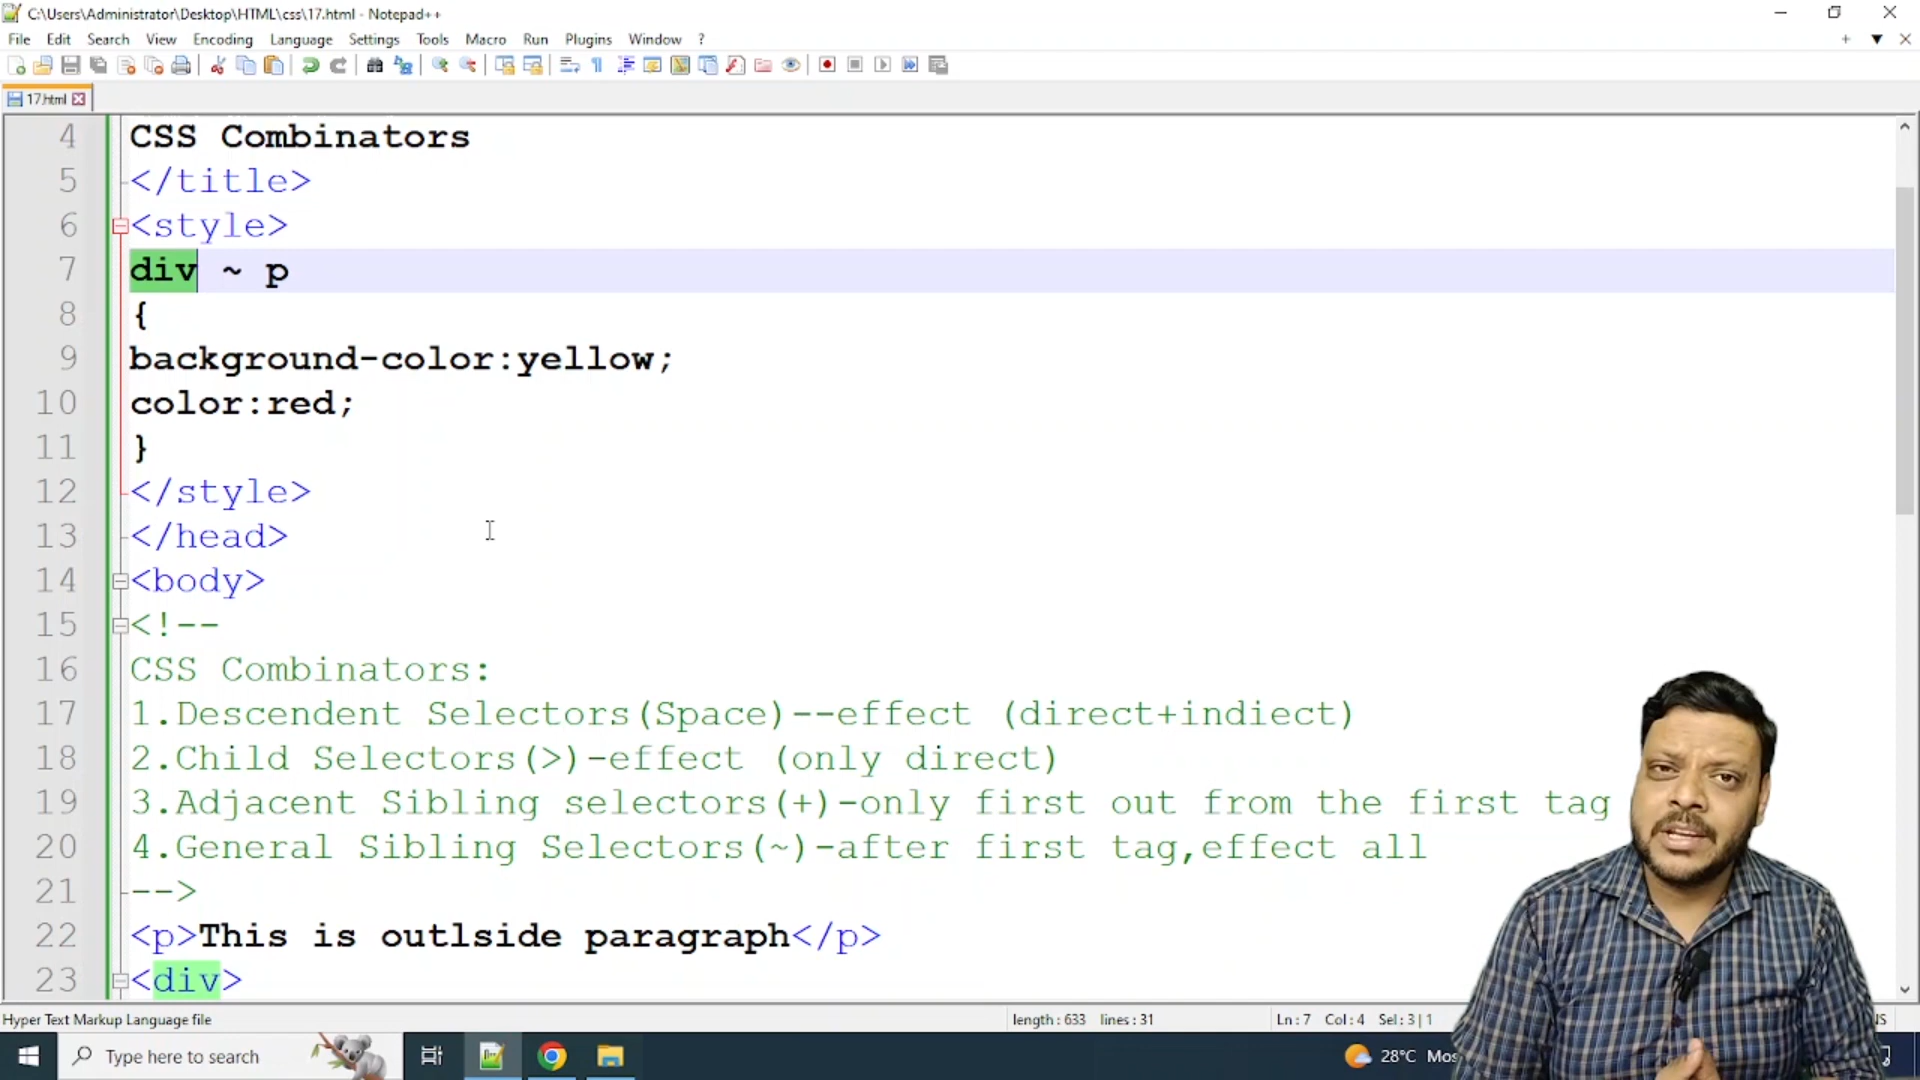 C:\Users\Administrator\Desktop\HTML\css\17.html - Notepad++
File Edit Search View Encoding Language Settings Tools Macro Run Plugins Window ?
17.html
4 CSS Combinators
5 </title>
6 <style>
7 div ~ p
8 {
9 background-color:yellow;
10 color:red;
11 }
12 </style>
13 </head>
14 <body>
15 <!--
16 CSS Combinators:
17 1.Descendent Selectors(Space)--effect (direct+indiect)
18 2.Child Selectors(>)-effect (only direct)
19 3.Adjacent Sibling selectors(+)-only first out from the first tag
20 4.General Sibling Selectors(~)-after first tag,effect all
21 -->
22 <p>This is outlside paragraph</p>
23 <div>
Hyper Text Markup Language file length : 633 lines : 31 Ln : 7 Col : 4 Sel : 3 | 1
Type here to search 28°C